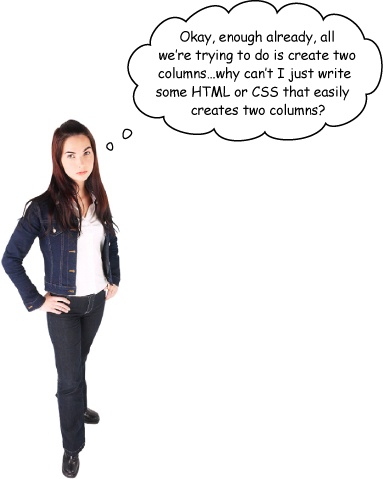 Okay, enough already, all
we're trying to do is create two
columns...why can't I just write
some HTML or CSS that easily
creates two columns?